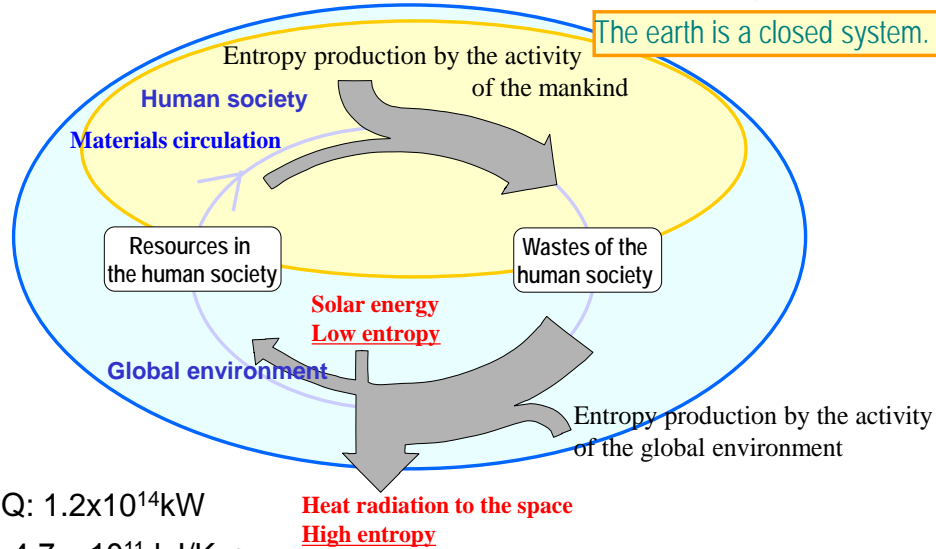 The earth is a closed system.
Entropy production by the activity
of the mankind
Human society
Materials circulation
Resources in
the human society
Wastes of the
human society
Solar energy
Low entropy
Global environment
Entropy production by the activity
of the global environment
Q: 1.2x10¹⁴kW
Heat radiation to the space
High entropy